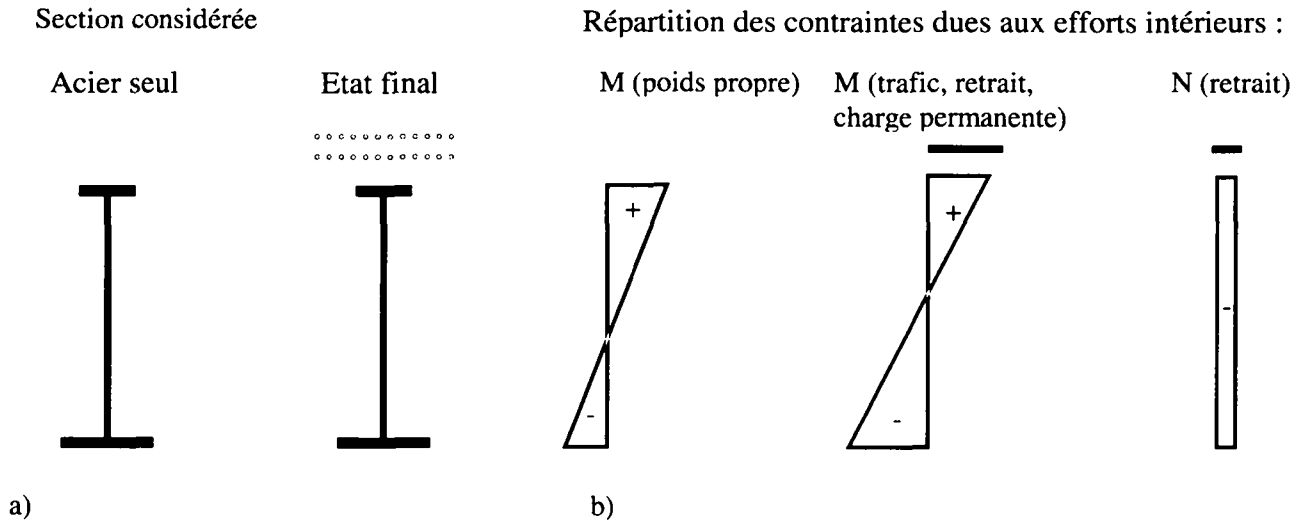 Section considérée
Répartition des contraintes dues aux efforts intérieurs :
Acier seul
Etat final
M (poids propre)
M (trafic, retrait,
charge permanente)
N (retrait)
+
-
+
-
-
a)
b)